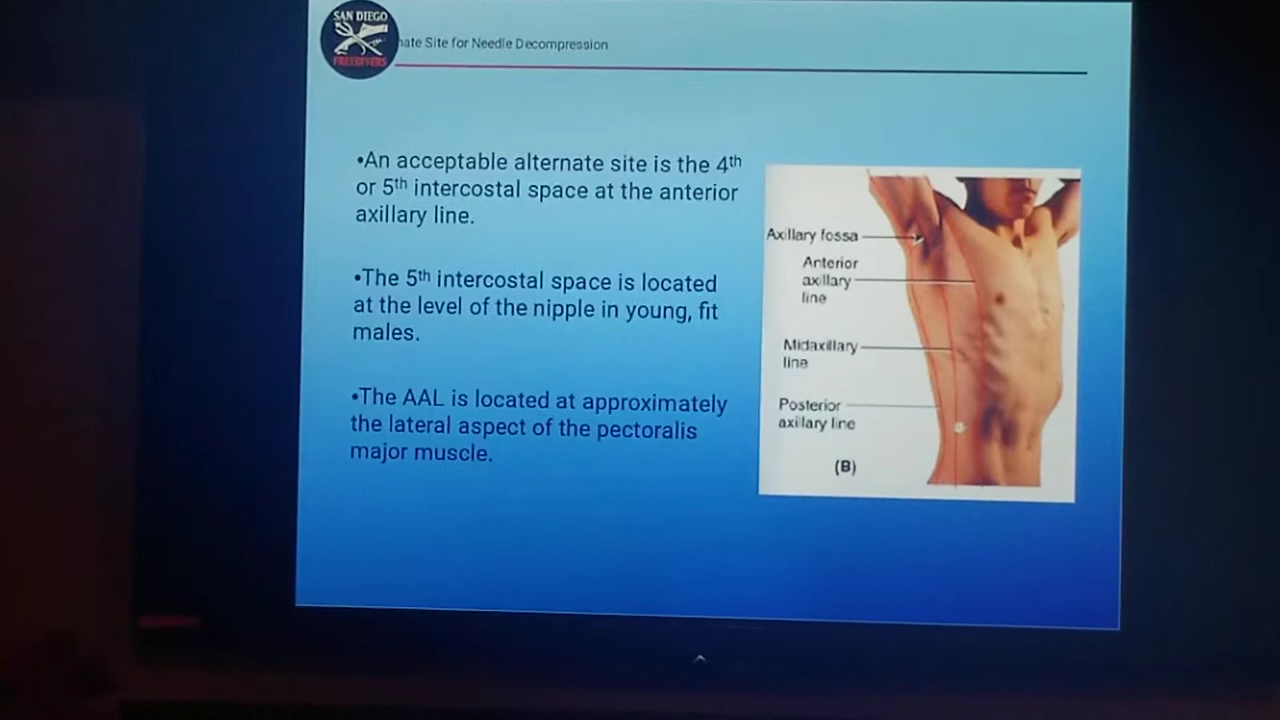 SAN DIEGO
FREEDIVERS
nate Site for Needle Decompression
•An acceptable alternate site is the 4th
or 5th intercostal space at the anterior
axillary line.
•The 5th intercostal space is located
at the level of the nipple in young, fit
males.
•The AAL is located at approximately
the lateral aspect of the pectoralis
major muscle.
Axillary fossa
Anterior
axillary
line
Midaxillary
line
Posterior
axillary line
(B)